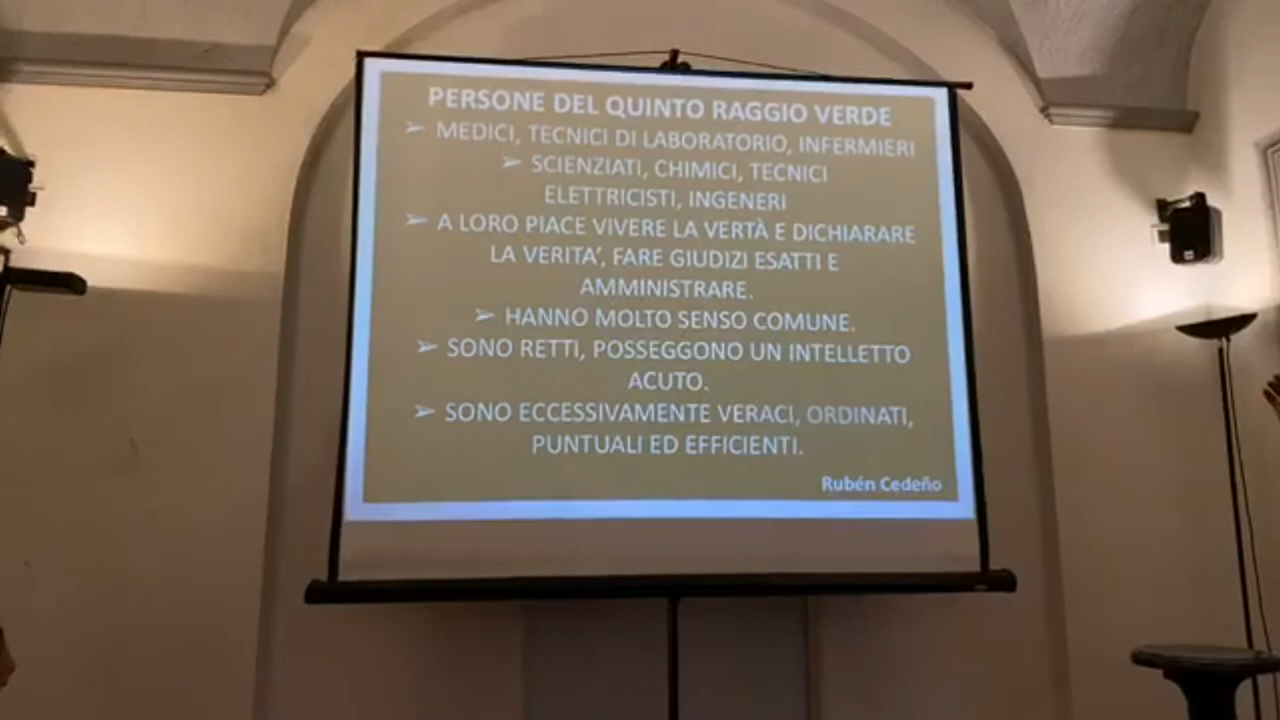 PERSONE DEL QUINTO RAGGIO VERDE
➢ MEDICI, TECNICI DI LABORATORIO, INFERMIERI
➢ SCIENZIATI, CHIMICI, TECNICI
ELETTRICISTI, INGENERI
➢ A LORO PIACE VIVERE LA VERTÀ E DICHIARARE
LA VERITA’, FARE GIUDIZI ESATTI E
AMMINISTRARE.
➢ HANNO MOLTO SENSO COMUNE.
➢ SONO RETTI, POSSEGGONO UN INTELLETTO
ACUTO.
➢ SONO ECCESSIVAMENTE VERACI, ORDINATI,
PUNTUALI ED EFFICIENTI.
Rubén Cedeño